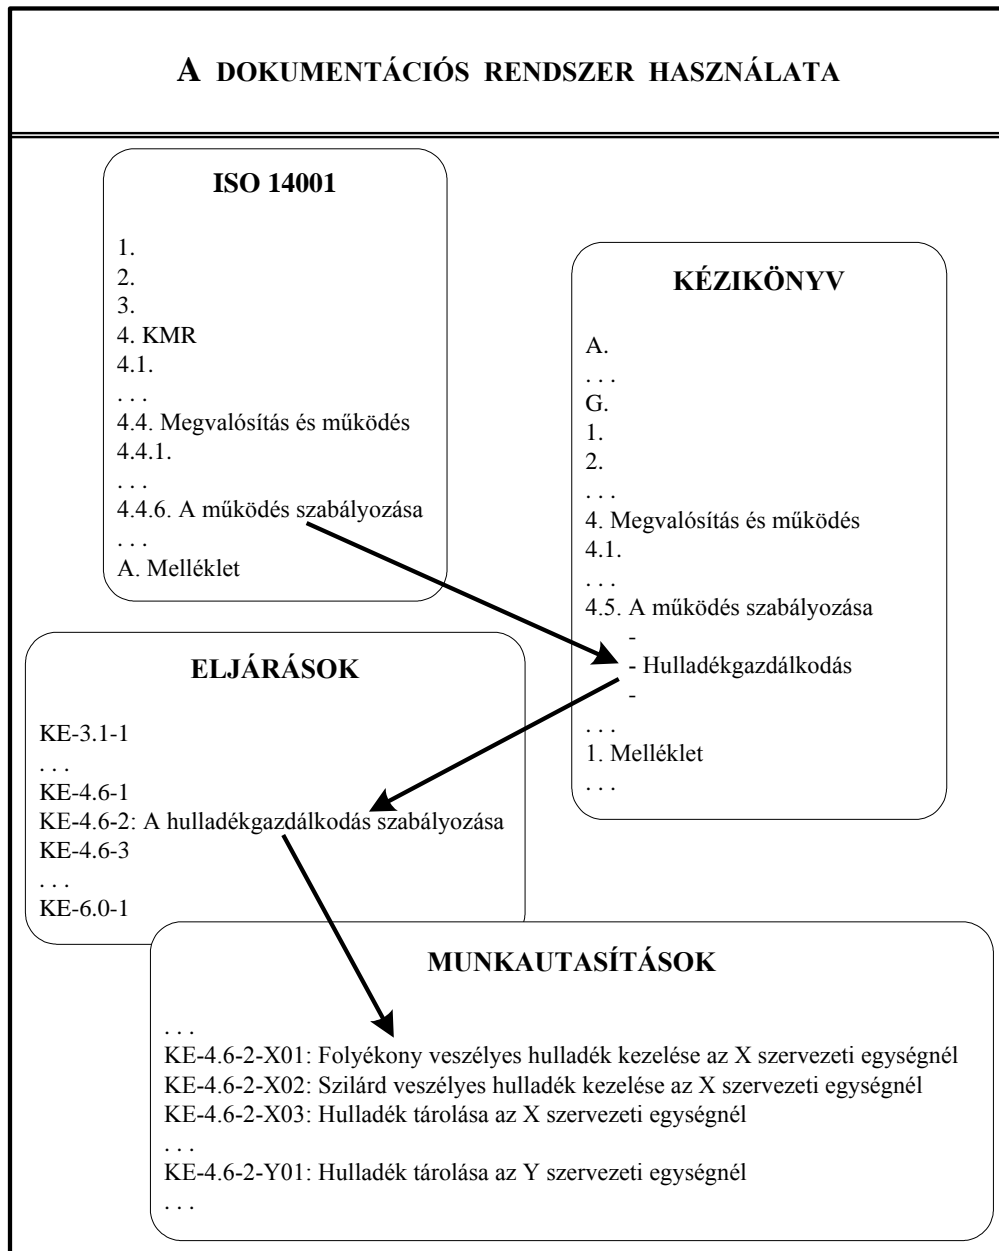 A DOKUMENTÁCIÓS RENDSZER HASZNÁLATA
ISO 14001
1.
2.
3.
4. KMR
4.1.
. . .
4.4. Megvalósítás és működés
4.4.1.
. . .
4.4.6. A működés szabályozása
. . .
A. Melléklet
KÉZIKÖNYV
A.
. . .
G.
1.
2.
. . .
4. Megvalósítás és működés
4.1.
. . .
4.5. A működés szabályozása
-
- Hulladékgazdálkodás
-
. . .
1. Melléklet
. . .
ELJÁRÁSOK
KE-3.1-1
. . .
KE-4.6-1
KE-4.6-2: A hulladékgazdálkodás szabályozása
KE-4.6-3
. . .
KE-6.0-1
MUNKAUTASÍTÁSOK
. . .
KE-4.6-2-X01: Folyékony veszélyes hulladék kezelése az X szervezeti egységnél
KE-4.6-2-X02: Szilárd veszélyes hulladék kezelése az X szervezeti egységnél
KE-4.6-2-X03: Hulladék tárolása az X szervezeti egységnél
. . .
KE-4.6-2-Y01: Hulladék tárolása az Y szervezeti egységnél
. . .